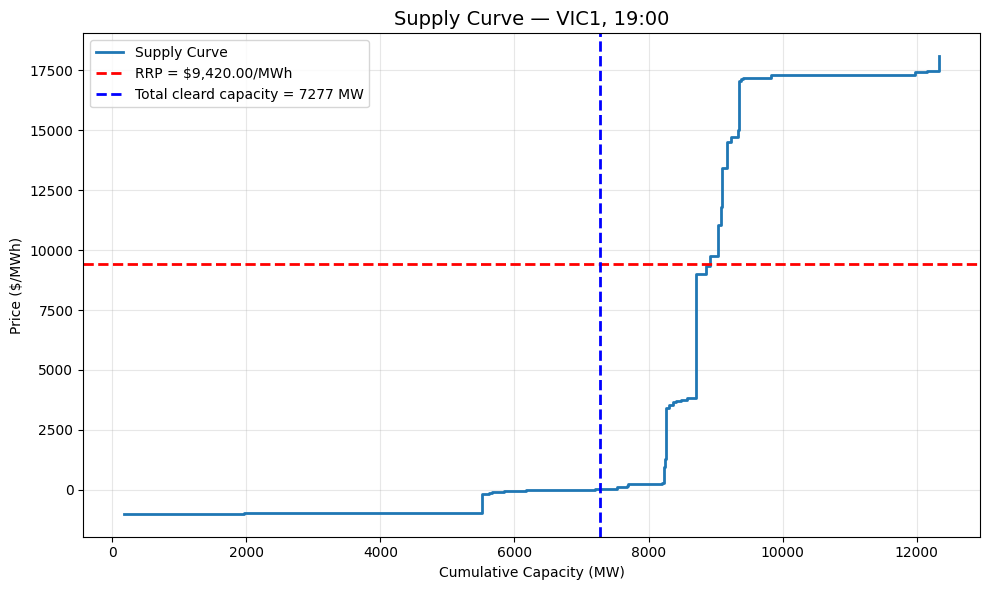 Supply Curve — VIC1, 19:00
Supply Curve
RRP = $9,420.00/MWh
Total cleard capacity = 7277 MW
Price ($/MWh)
17500
15000
12500
10000
7500
5000
2500
0
0
2000
4000
6000
8000
10000
12000
Cumulative Capacity (MW)